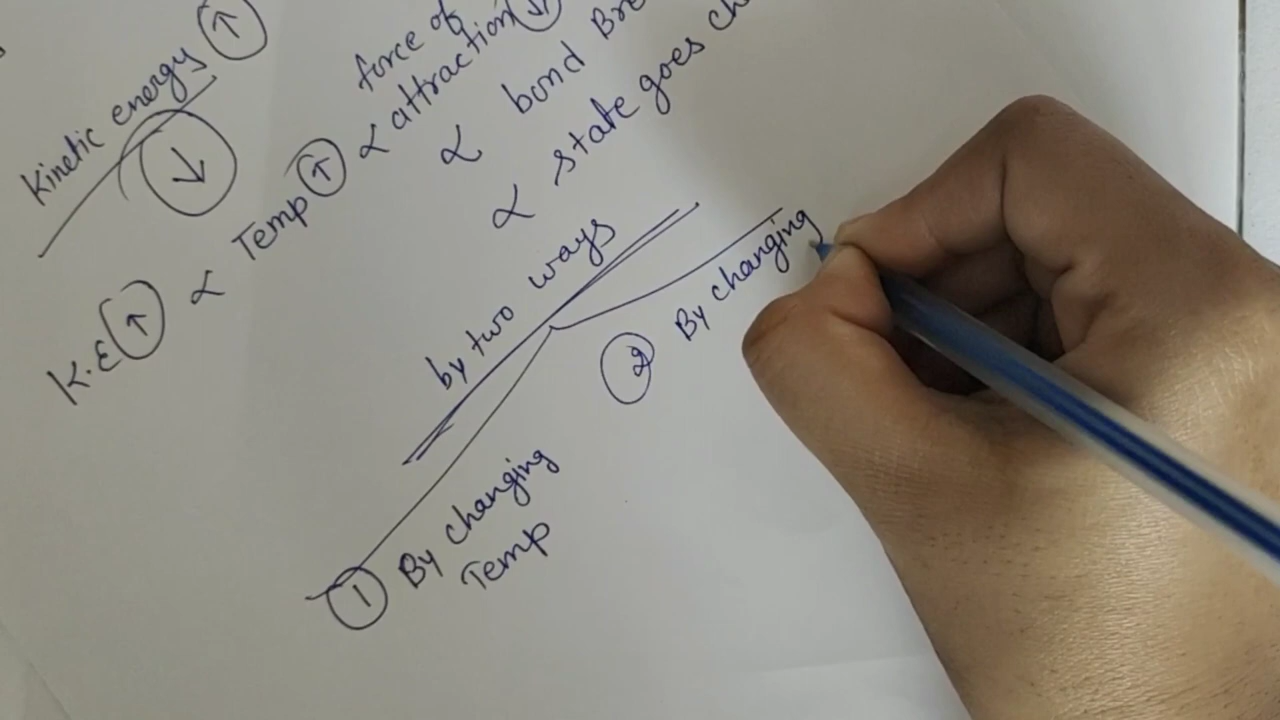 Kinetic energy ↑
↓
K.E ↑ ∝ Temp ↑ ∝ force of attraction ↓
∝ bond
∝ state goes
by two ways
① By changing
Temp
② By changing